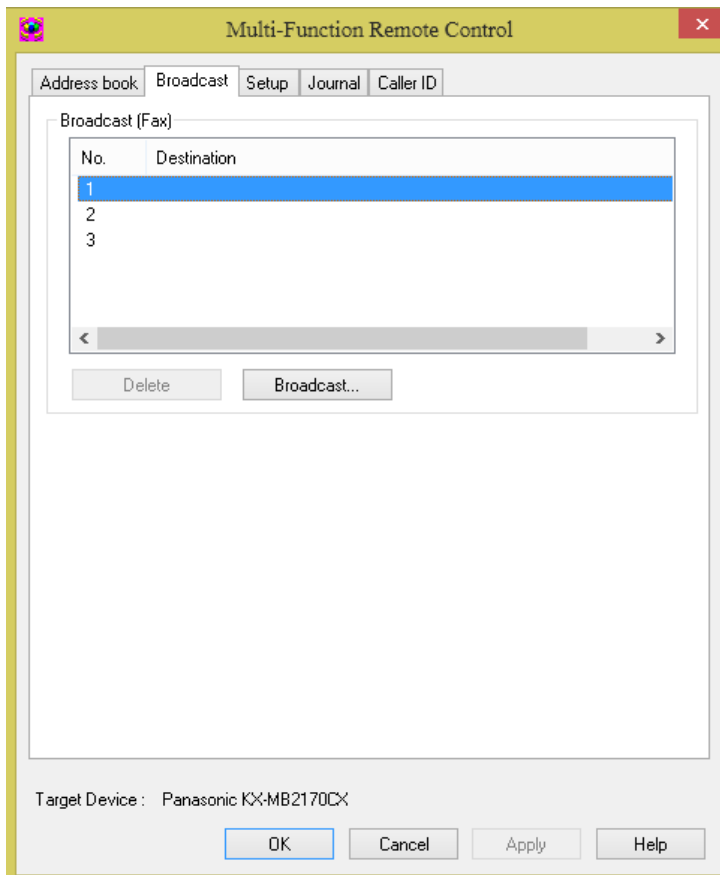 Multi-Function Remote Control
Address book Broadcast Setup Journal Caller ID
Broadcast (Fax)
No. Destination
1
2
3
Delete Broadcast...
Target Device : Panasonic KX-MB2170CX
OK Cancel Apply Help